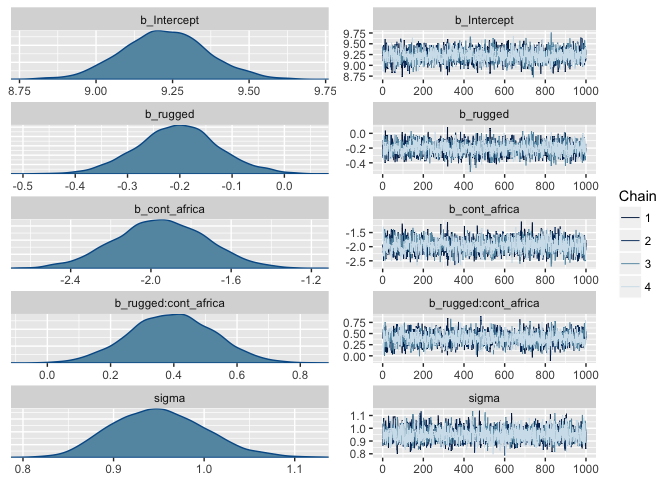 b_Intercept
8.75 9.00 9.25 9.50 9.75
b_Intercept
9.75
9.50
9.25
9.00
8.75
0 200 400 600 800 1000
b_rugged
-0.5 -0.4 -0.3 -0.2 -0.1 0.0
b_rugged
0.0
-0.2
-0.4
0 200 400 600 800 1000
b_cont_africa
-2.4 -2.0 -1.6 -1.2
b_cont_africa
-1.5
-2.0
-2.5
0 200 400 600 800 1000
b_rugged:cont_africa
0.0 0.2 0.4 0.6 0.8
b_rugged:cont_africa
0.75
0.50
0.25
0.00
0 200 400 600 800 1000
sigma
0.8 0.9 1.0 1.1
sigma
1.1
1.0
0.9
0.8
0 200 400 600 800 1000
Chain
1
2
3
4